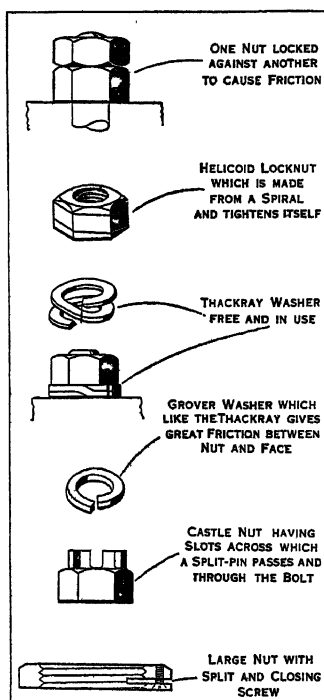 ONE NUT LOCKED
AGAINST ANOTHER
TO CAUSE FRICTION
HELICOID LOCKNUT
WHICH IS MADE
FROM A SPIRAL
AND TIGHTENS ITSELF
THACKRAY WASHER
FREE AND IN USE
GROVER WASHER WHICH
LIKE THE THACKRAY GIVES
GREAT FRICTION BETWEEN
NUT AND FACE
CASTLE NUT HAVING
SLOTS ACROSS WHICH
A SPLIT-PIN PASSES AND
THROUGH THE BOLT
LARGE NUT WITH
SPLIT AND CLOSING
SCREW